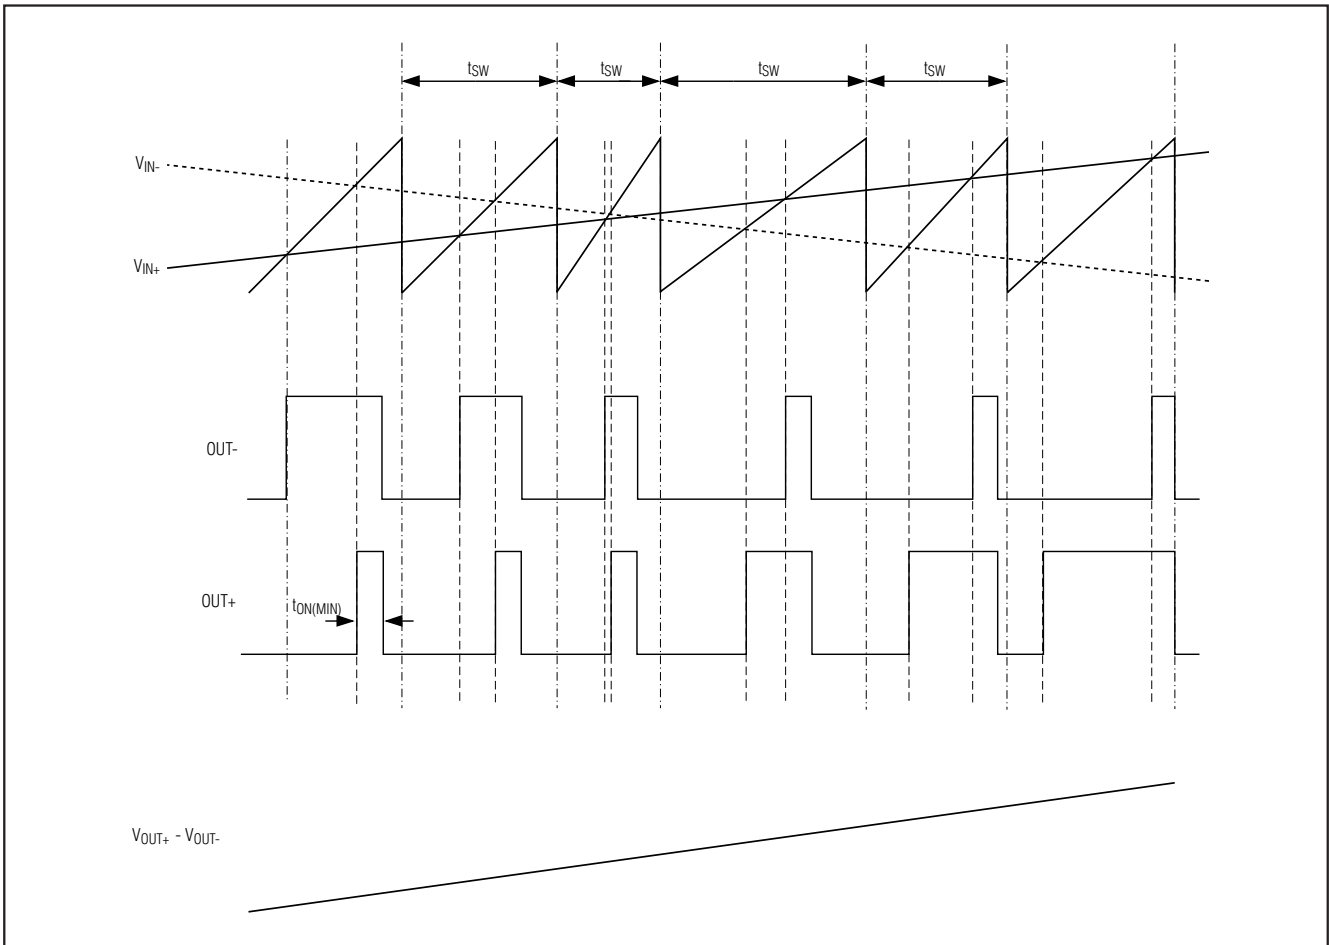 tSW tSW tSW tSW
VIN-
VIN+
OUT-
OUT+
tON(MIN)
VOUT+ - VOUT-